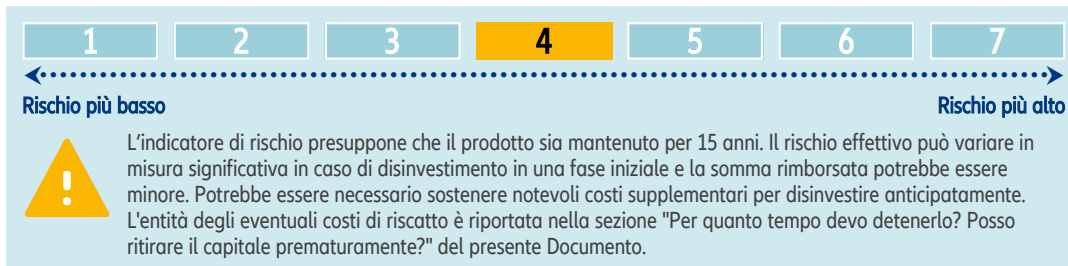 1 2 3 4 5 6 7
Rischio più basso Rischio più alto
L'indicatore di rischio presuppone che il prodotto sia mantenuto per 15 anni. Il rischio effettivo può variare in
misura significativa in caso di disinvestimento in una fase iniziale e la somma rimborsata potrebbe essere
minore. Potrebbe essere necessario sostenere notevoli costi supplementari per disinvestire anticipatamente.
L'entità degli eventuali costi di riscatto è riportata nella sezione "Per quanto tempo devo detenerlo? Posso
ritirare il capitale prematuramente?" del presente Documento.